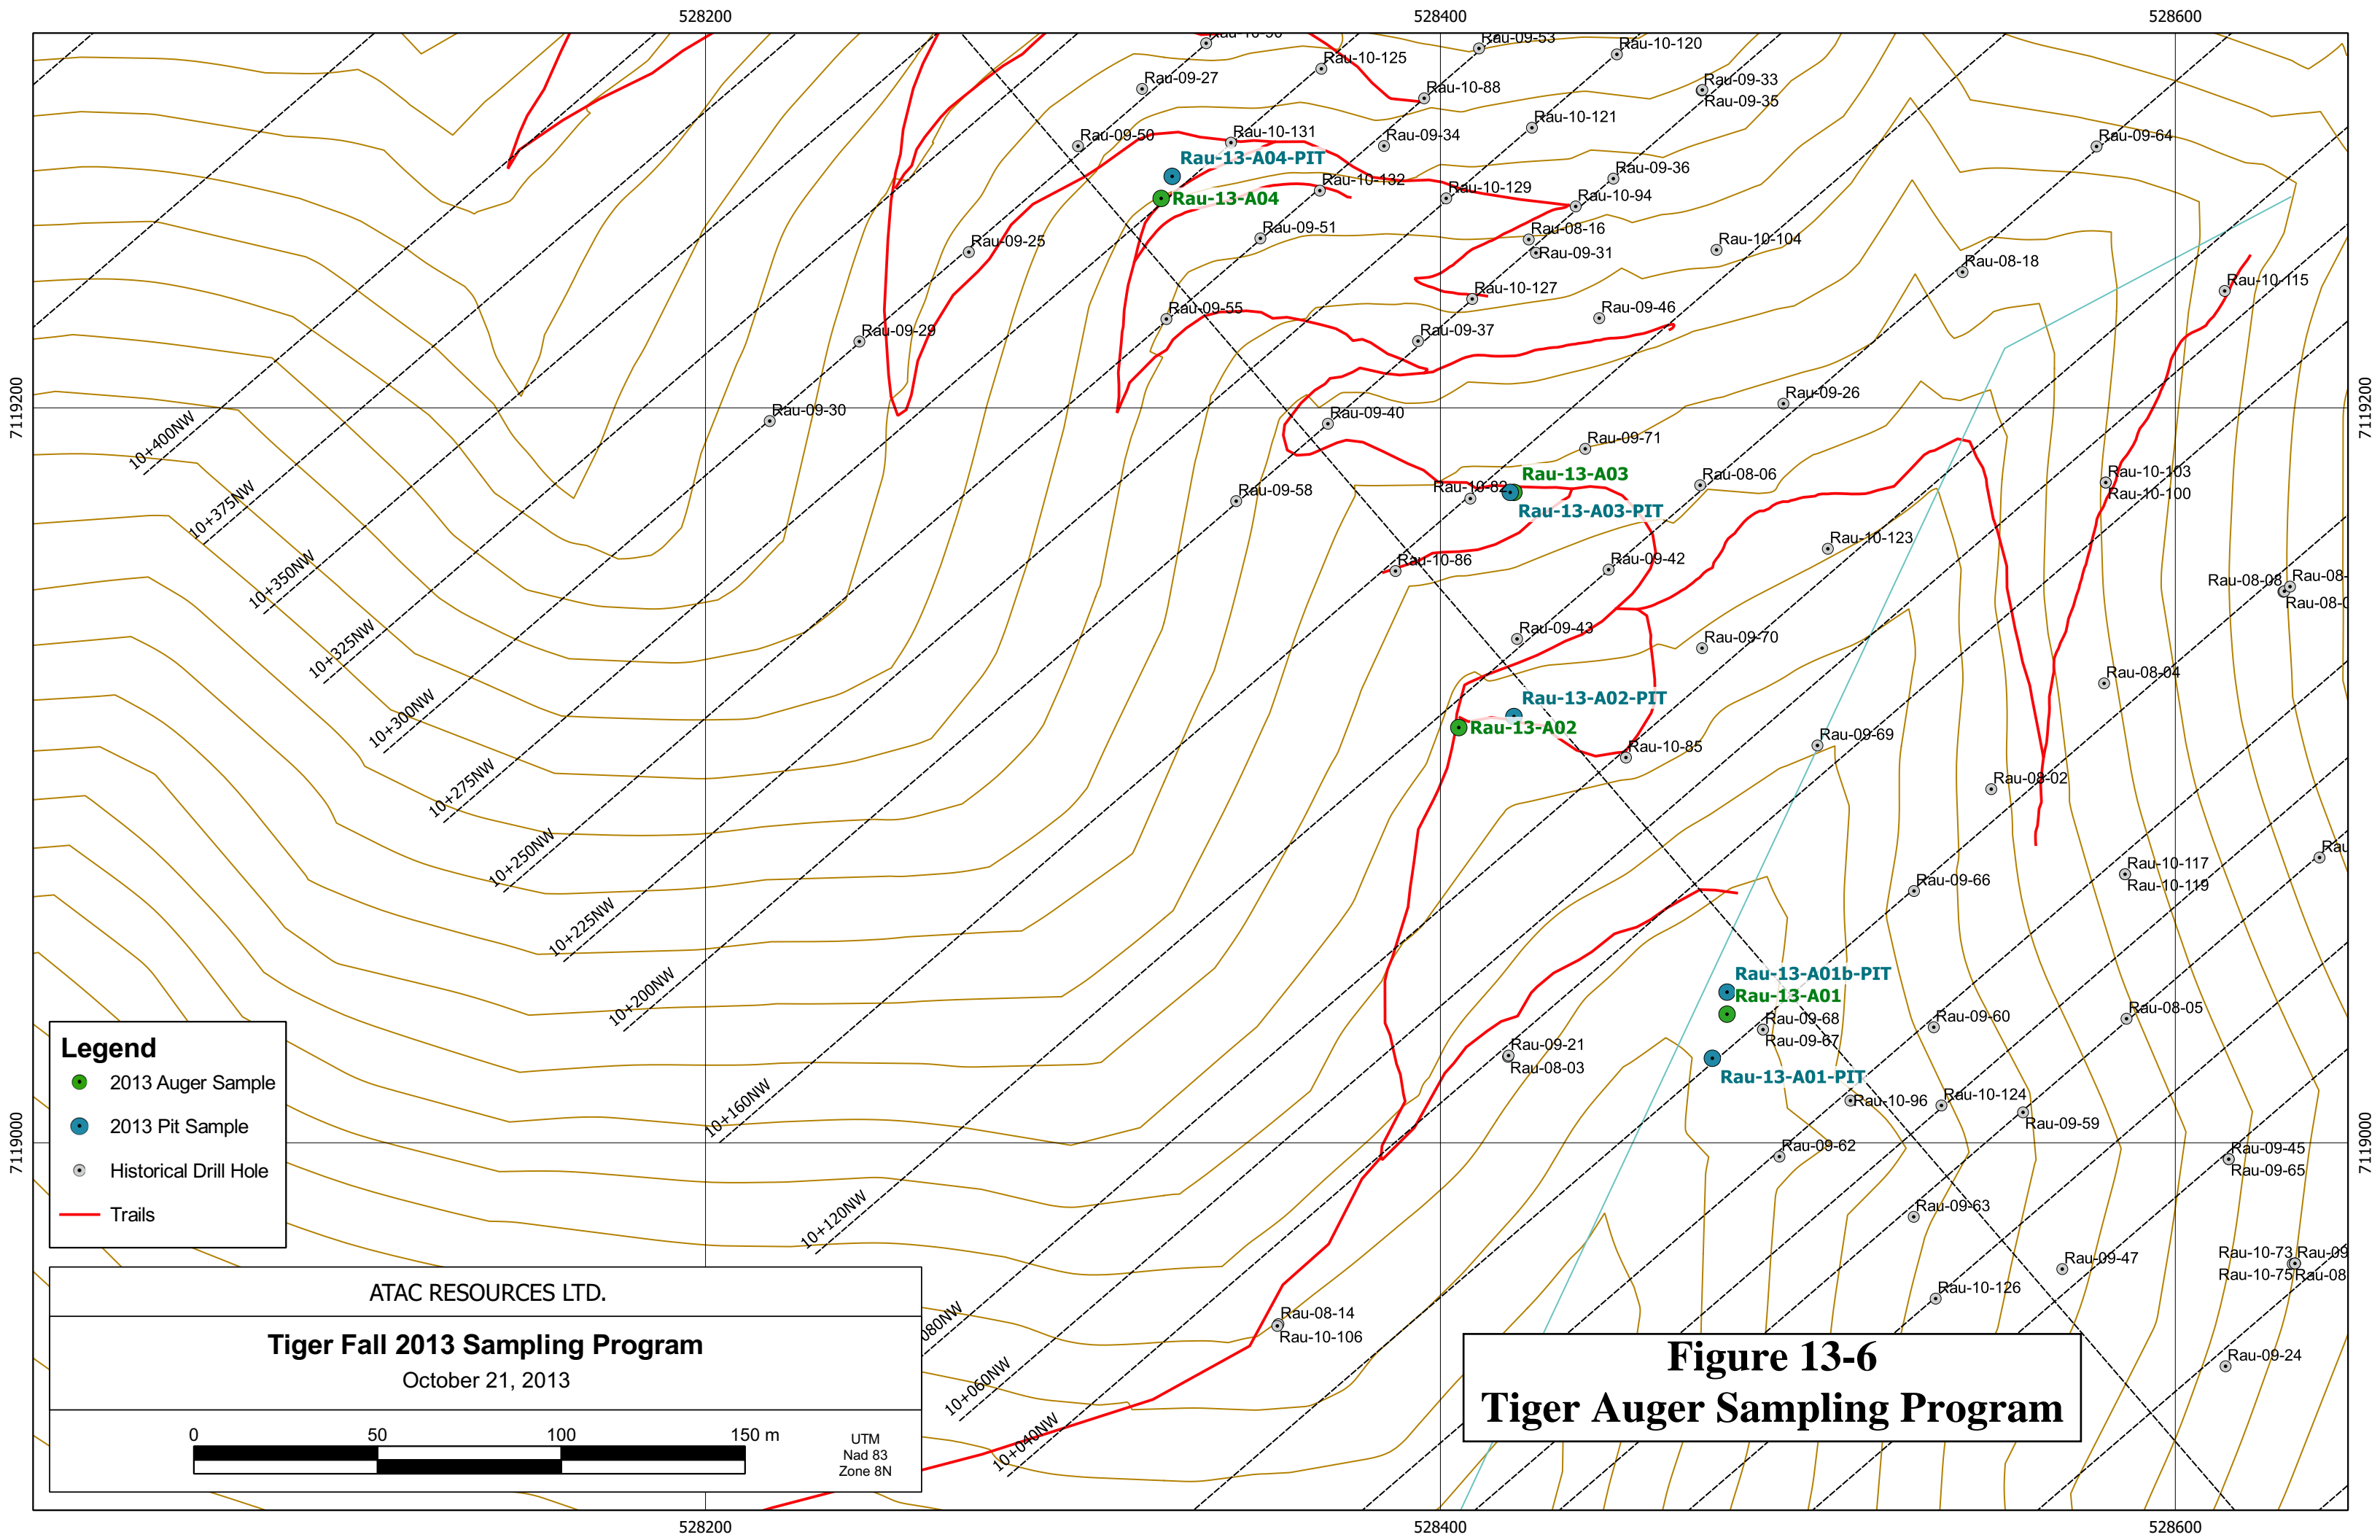 528200
528400
528600
Rau-09-53
Rau-10-120
Rau-10-125
Rau-09-27
Rau-10-88
Rau-09-33
Rau-09-35
Rau-10-121
Rau-09-50
Rau-10-131
Rau-09-34
Rau-09-64
Rau-13-A04-PIT
Rau-09-36
Rau-10-132
Rau-10-129
Rau-10-94
Rau-13-A04
Rau-09-51
Rau-08-16
Rau-09-25
Rau-09-31
Rau-10-104
Rau-08-18
Rau-10-115
Rau-10-127
Rau-09-55
Rau-09-46
Rau-09-29
Rau-09-37
Rau-09-26
7119200
7119200
Rau-09-30
Rau-09-40
Rau-09-71
10+400NW
Rau-13-A03
Rau-08-06
Rau-10-103
Rau-10-82
Rau-09-58
Rau-10-100
10+375NW
Rau-13-A03-PIT
Rau-10-123
Rau-10-86
Rau-09-42
10+350NW
Rau-08-08
Rau-08-
Rau-09-43
Rau-09-70
10+325NW
Rau-08-04
Rau-13-A02-PIT
10+300NW
Rau-13-A02
Rau-09-69
Rau-10-85
Rau-08-02
10+275NW
Rau
10+250NW
Rau-10-117
Rau-09-66
Rau-10-119
10+225NW
Rau-13-A01b-PIT
Rau-13-A01
10+200NW
Rau-08-05
Rau-09-68
Rau-09-60
Rau-09-67
Rau-09-21
Rau-08-03
Rau-13-A01-PIT
Rau-10-96
Rau-10-124
Rau-09-59
10+160NW
7119000
7119000
Rau-09-62
Rau-09-45
Rau-09-65
Rau-09-63
10+120NW
Rau-10-73
Rau-09
Rau-09-47
Rau-10-75
Rau-08
Rau-10-126
Rau-08-14
Rau-10-106
080NW
Rau-09-24
10+060NW
10+040NW
Legend
2013 Auger Sample
2013 Pit Sample
Historical Drill Hole
Trails
ATAC RESOURCES LTD.
Tiger Fall 2013 Sampling Program
October 21, 2013
0 50 100 150 m
UTM
Nad 83
Zone 8N
Figure 13-6
Tiger Auger Sampling Program
528200
528400
528600